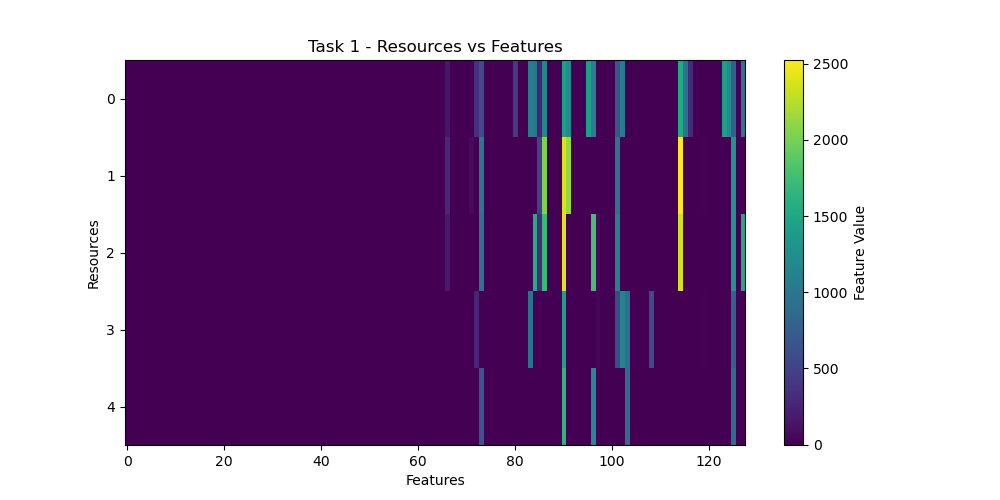 Task 1 - Resources vs Features
Resources
0
1
2
3
4
0 20 40 60 80 100 120
Features
2500
2000
1500
1000
500
0
Feature Value